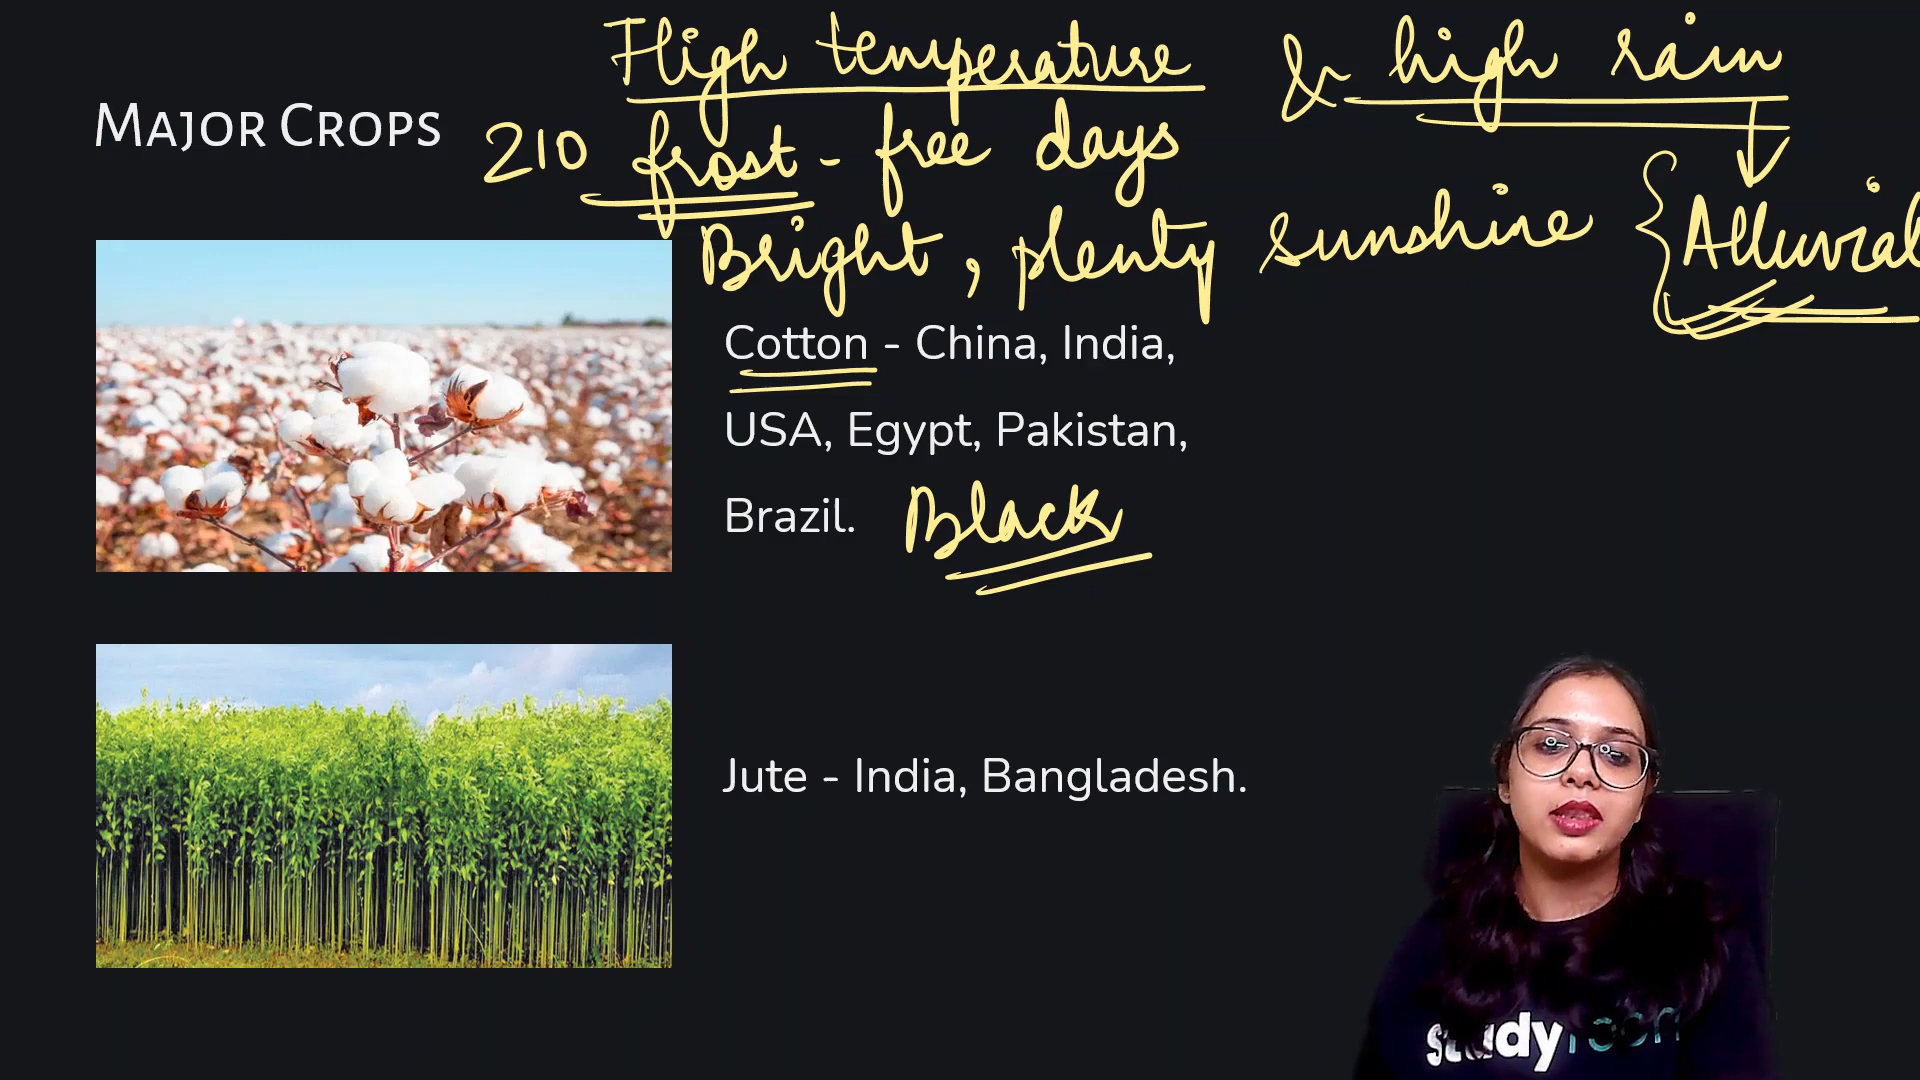 High temperature & high rain
MAJOR CROPS
210 frost-free days
Bright, plenty sunshine {Alluvial
Cotton - China, India,
USA, Egypt, Pakistan,
Brazil. Black
Jute - India, Bangladesh.
studyroom